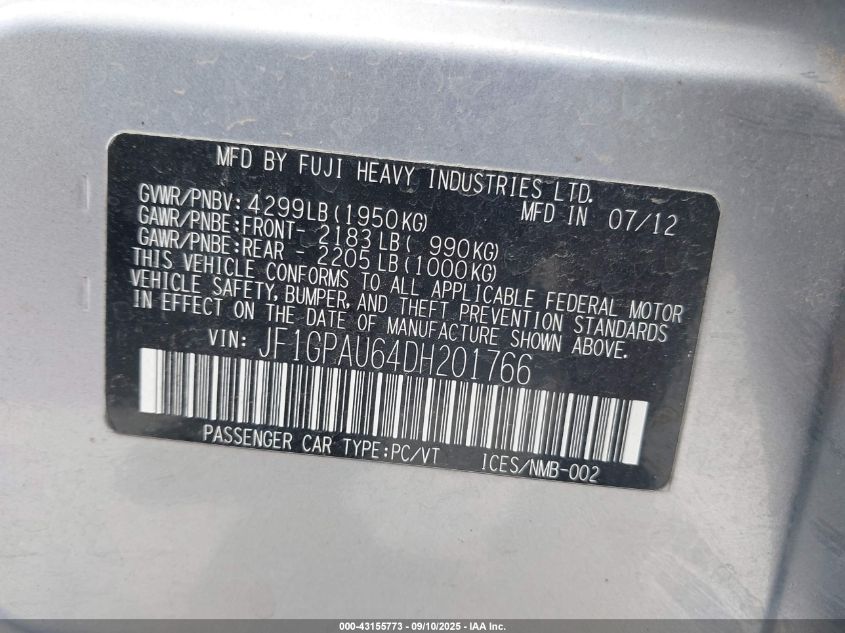 MFD BY FUJI HEAVY INDUSTRIES LTD.
GVWR/PNBV: 4299LB (1950KG) MFD IN 07/12
GAWR/PNBE:FRONT- 2183LB ( 990KG)
GAWR/PNBE:REAR - 2205LB (1000KG)
THIS VEHICLE CONFORMS TO ALL APPLICABLE FEDERAL MOTOR
VEHICLE SAFETY, BUMPER, AND THEFT PREVENTION STANDARDS
IN EFFECT ON THE DATE OF MANUFACTURE SHOWN ABOVE.
VIN: JF1GPAU64DH201766
PASSENGER CAR TYPE:PC/VT ICES/NMB-002
000-43155773 - 09/10/2025 - IAA Inc.